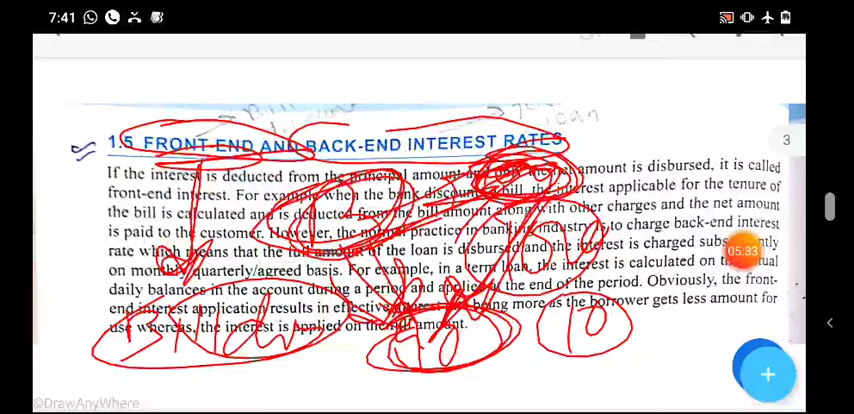 7:41
loan
1.5 FRONT-END AND BACK-END INTEREST RATES
3
If the interest is deducted from the principal amount and the amount is disbursed, it is called
front-end interest. For example when the bank discounts a bill, the interest applicable for the tenure of
the bill is calculated and is deducted from the bill amount along with other charges and the net amount
is paid to the customer. However, the normal practice in banking industry is to charge back-end interest
rate which means that the full amount of the loan is disbursed and the interest is charged subsequently
05:33
on monthly/quarterly/agreed basis. For example, in a term loan, the interest is calculated on the actual
daily balances in the account during a period and applied at the end of the period. Obviously, the front-
end interest application results in effective interest rate being more as the borrower gets less amount for
use whereas, the interest is applied on the full amount.
100
90
10
@DrawAnyWhere